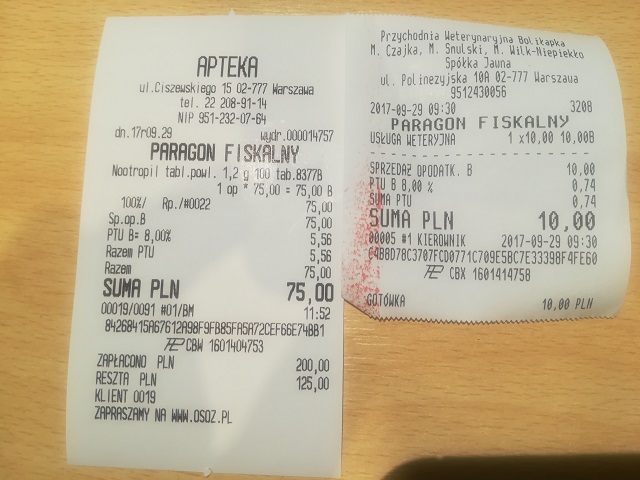 APTEKA
ul.Ciszewskiego 15 02-777 Warszawa
tel. 22 208-91-14
NIP 951-232-07-64
dn.17r09.29 wydr.000014757
PARAGON FISKALNY
Nootropil tabl.powl. 1,2 g 100 tab.8377B
1 op * 75,00 = 75,00 B
100%/ Rp./#0022 75,00
Sp.op.B 75,00
PTU B= 8,00% 5,56
Razem PTU 5,56
Razem 75,00
SUMA PLN 75,00
00019/0091 #01/BM 11:52
84268415A67612A98F9FB85FA5A72CEF66E74BB1
CBW 1601404753
ZAPŁACONO PLN 200,00
RESZTA PLN 125,00
KLIENT 0019
ZAPRASZAMY NA WWW.OSOZ.PL
Przychodnia Weterynaryjna Boliłapka
M. Czajka, M. Smulski, M. Wilk-Niepiekło
Spółka Jawna
ul. Polinezyjska 10A 02-777 Warszawa
9512430056
2017-09-29 09:30 3208
PARAGON FISKALNY
USŁUGA WETERYJNA 1 x10,00 10,00B
SPRZEDAŻ OPODATK. B 10,00
PTU B 8,00 % 0,74
SUMA PTU 0,74
SUMA PLN 10,00
00005 #1 KIEROWNIK 2017-09-29 09:30
C4B8D78C3707FCD0771C709E5BC7E33398F4FE60
CBX 1601414758
GOTÓWKA 10,00 PLN